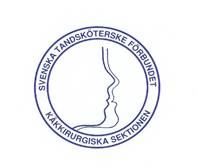 SVENSKA TANDSKÖTERSKE FÖRBUNDET
KÄKKIRURGISKA SEKTIONEN